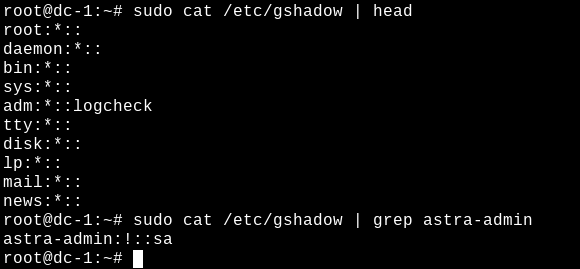 root@dc-1:~# sudo cat /etc/gshadow | head
root:*::
daemon:*::
bin:*::
sys:*::
adm:*::logcheck
tty:*::
disk:*::
lp:*::
mail:*::
news:*::
root@dc-1:~# sudo cat /etc/gshadow | grep astra-admin
astra-admin:!::sa
root@dc-1:~#